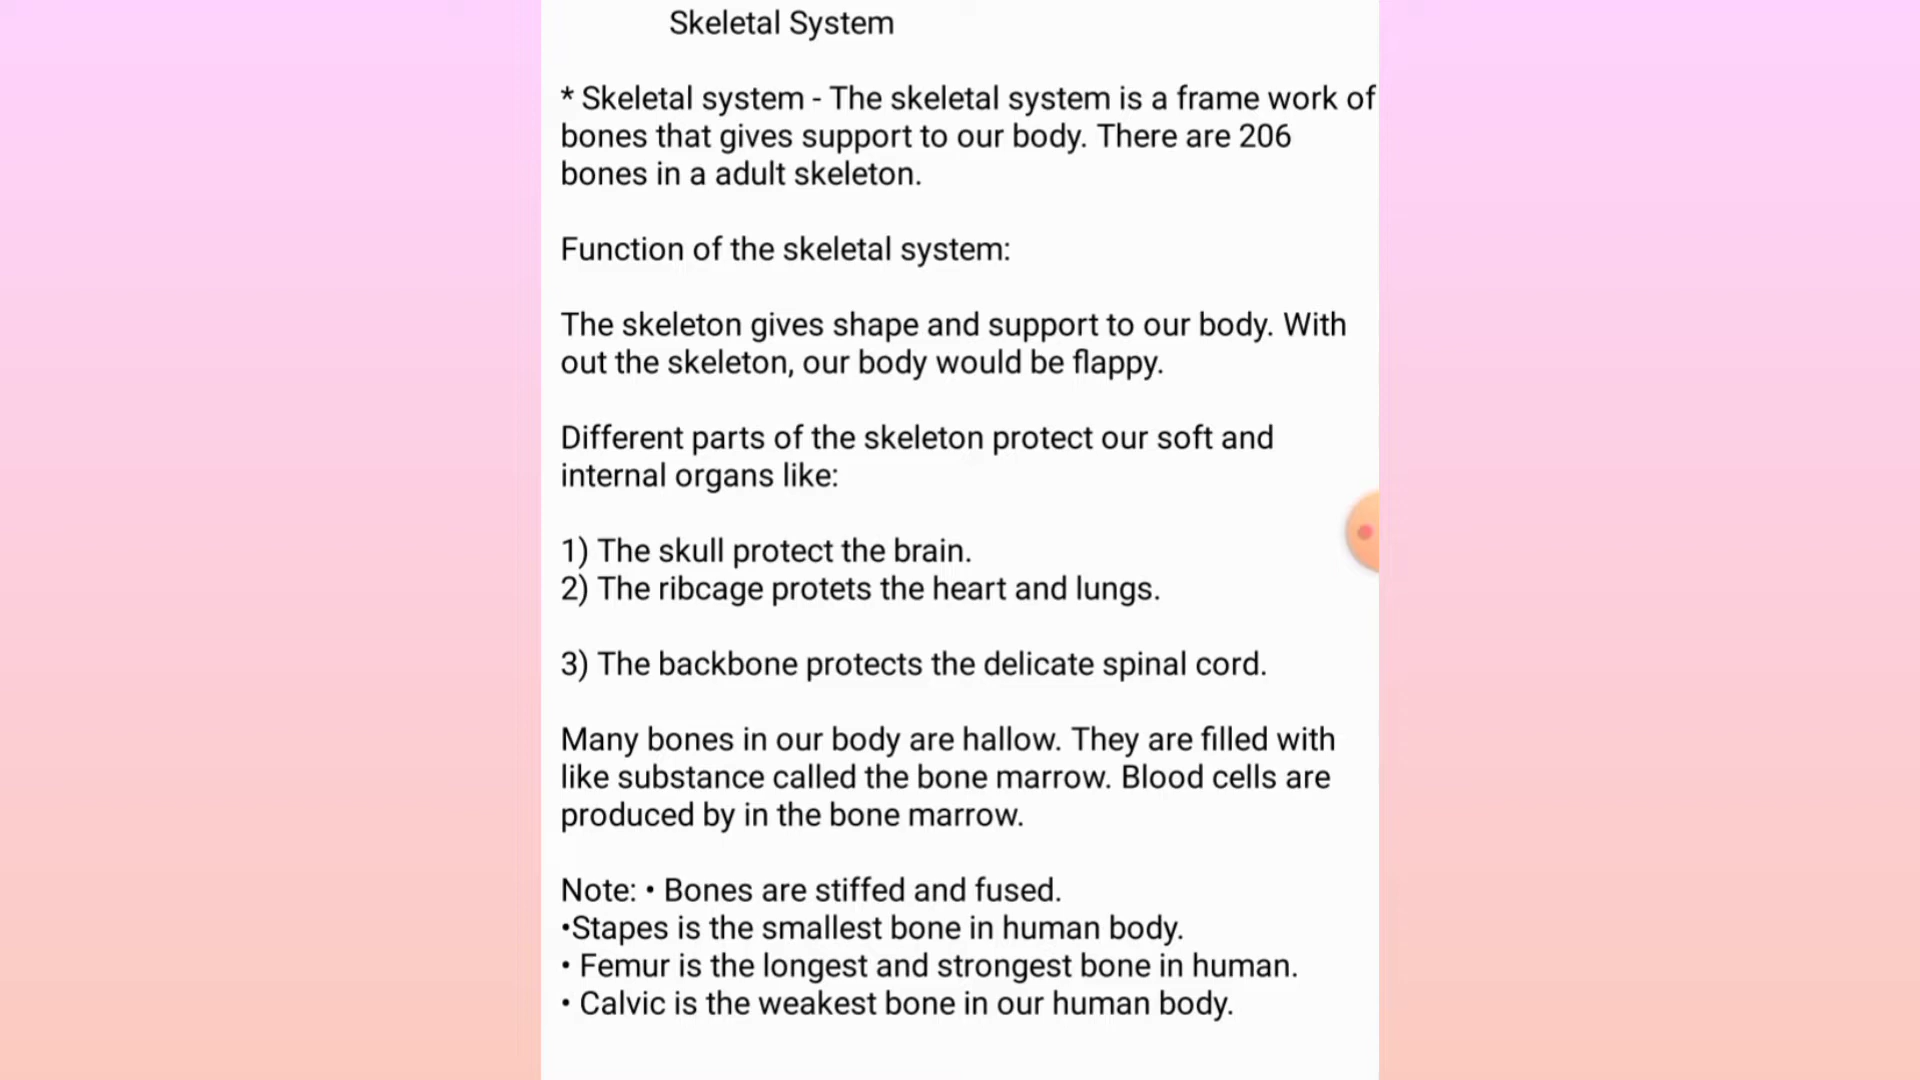 Skeletal System
* Skeletal system - The skeletal system is a frame work of
bones that gives support to our body. There are 206
bones in a adult skeleton.
Function of the skeletal system:
The skeleton gives shape and support to our body. With
out the skeleton, our body would be flappy.
Different parts of the skeleton protect our soft and
internal organs like:
1) The skull protect the brain.
2) The ribcage protets the heart and lungs.
3) The backbone protects the delicate spinal cord.
Many bones in our body are hallow. They are filled with
like substance called the bone marrow. Blood cells are
produced by in the bone marrow.
Note: • Bones are stiffed and fused.
•Stapes is the smallest bone in human body.
• Femur is the longest and strongest bone in human.
• Calvic is the weakest bone in our human body.